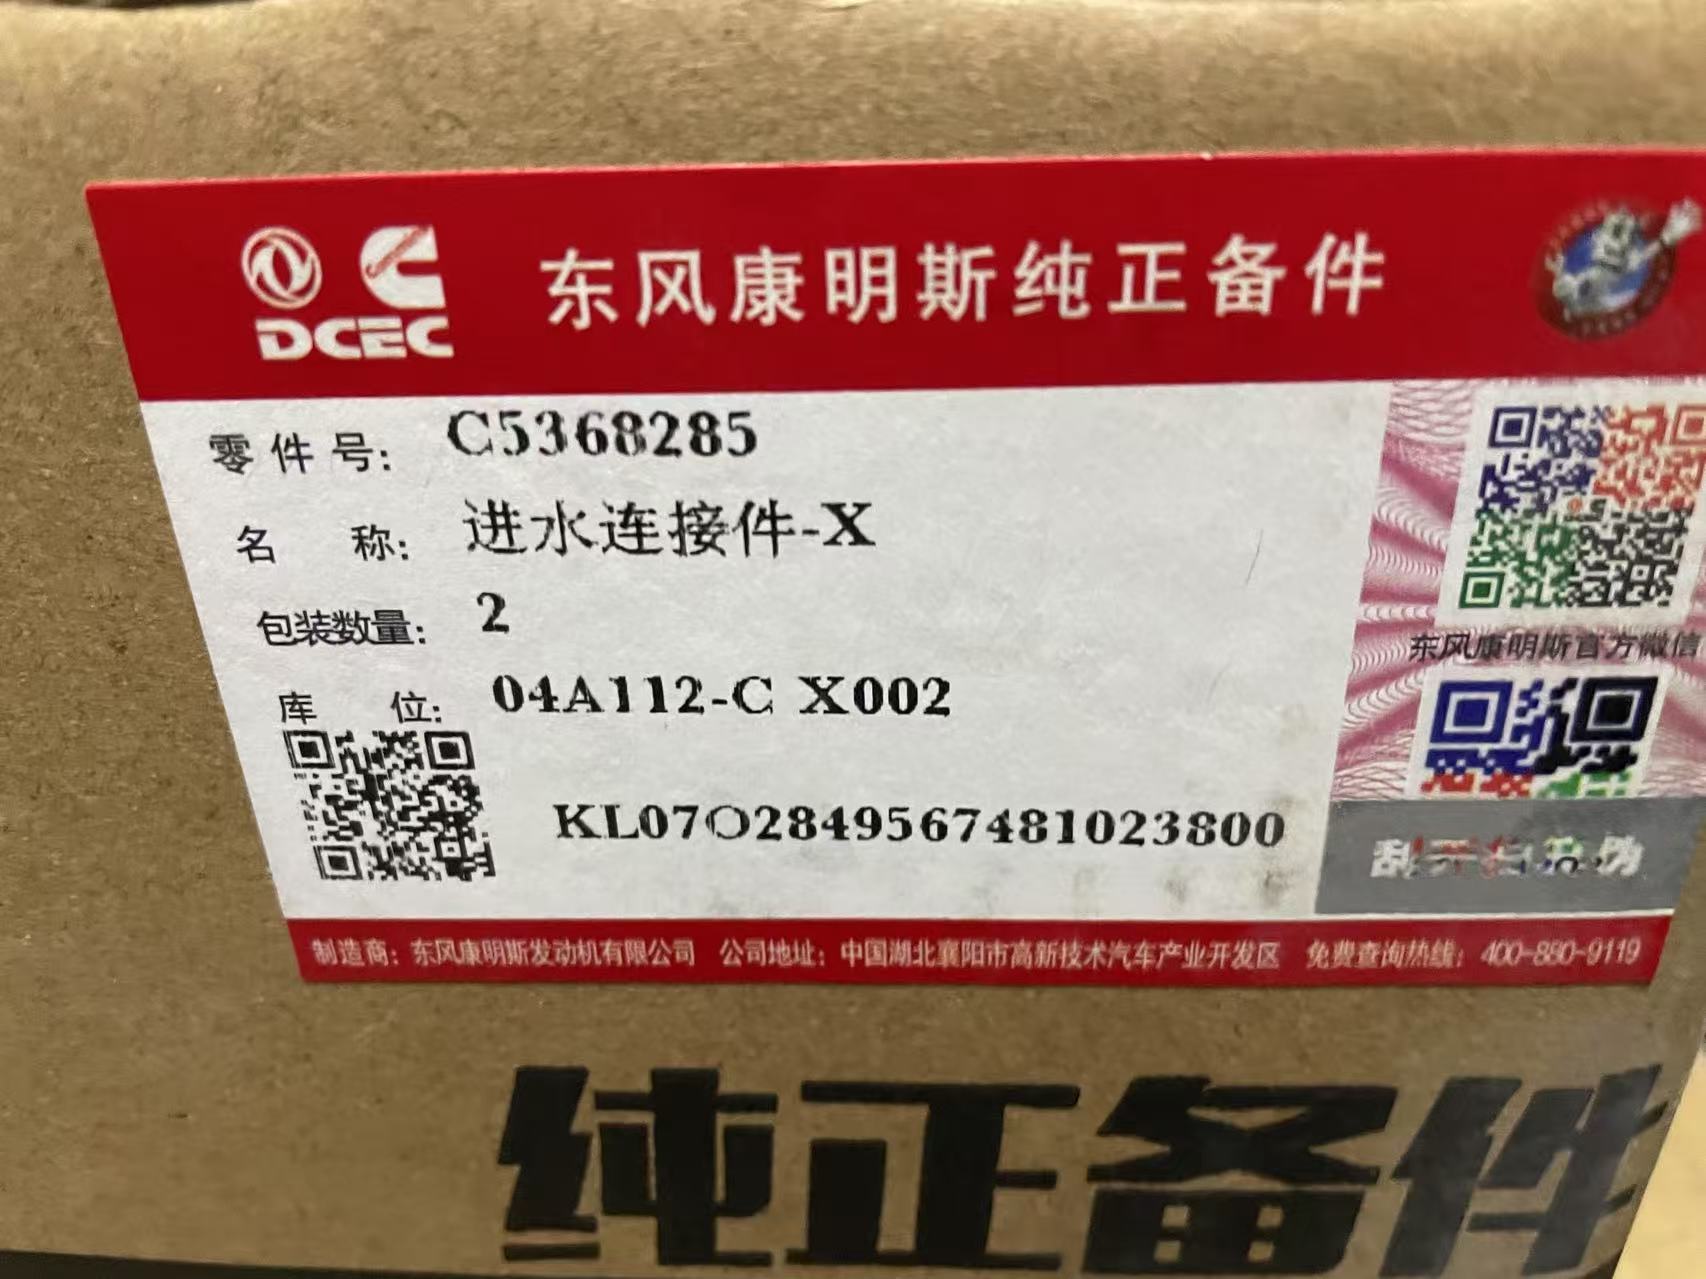 DCEC
东风康明斯纯正备件
零件号: C5368285
名称: 进水连接件-X
包装数量: 2
库位: 04A112-C X002
KL07O2849567481023800
东风康明斯官方微信
刮开
制造商: 东风康明斯发动机有限公司 公司地址: 中国湖北襄阳市高新技术汽车产业开发区 免费查询热线: 400-880-9119
纯正备件